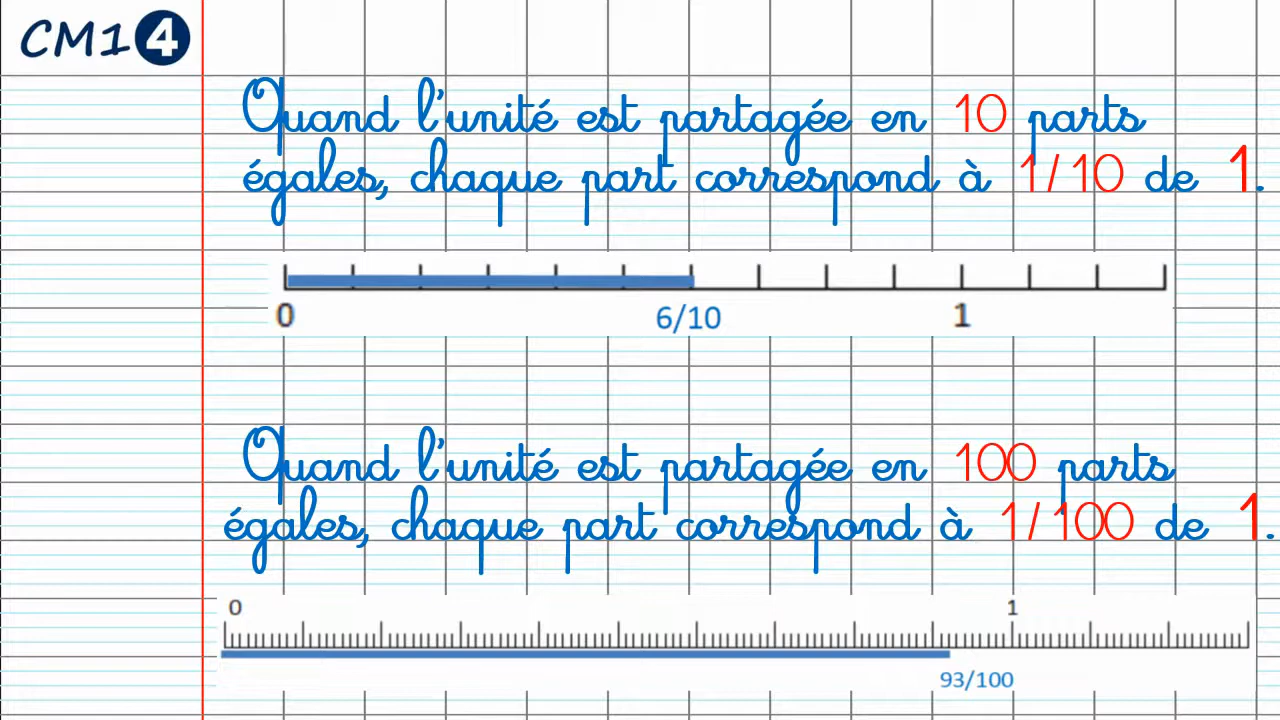 CM1 4
Quand l'unité est partagée en 10 parts
égales, chaque part correspond à 1/10 de 1.
0 6/10 1
Quand l'unité est partagée en 100 parts
égales, chaque part correspond à 1/100 de 1.
0 1
93/100